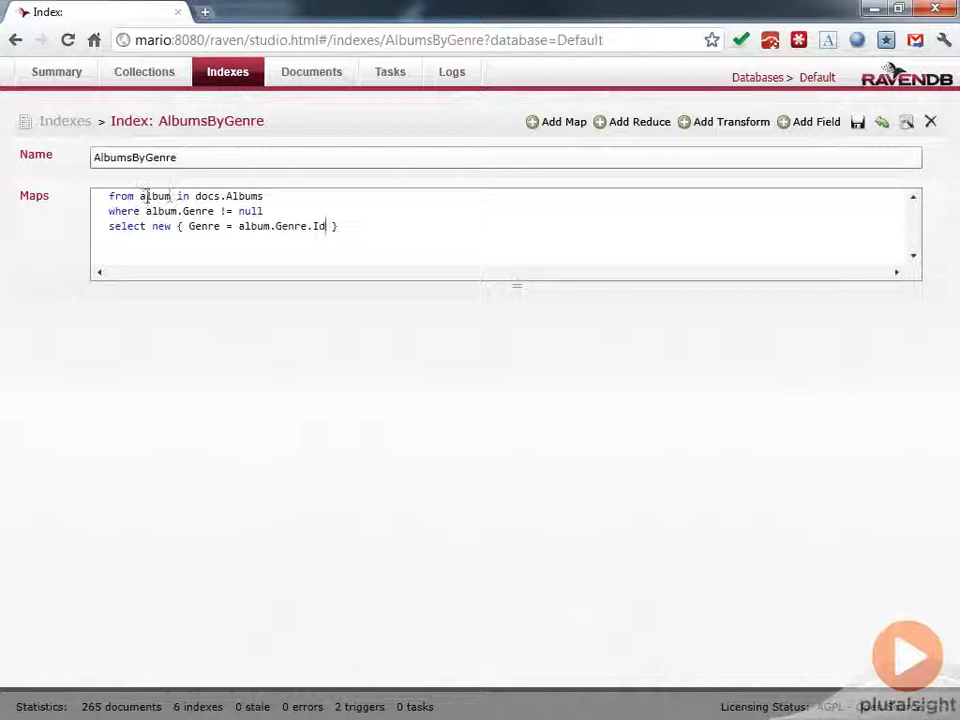 Index:
mario:8080/raven/studio.html#/indexes/AlbumsByGenre?database=Default
Summary Collections Indexes Documents Tasks Logs Databases > Default RAVENDB
Indexes > Index: AlbumsByGenre Add Map Add Reduce Add Transform Add Field
Name AlbumsByGenre
Maps from album in docs.Albums
where album.Genre != null
select new { Genre = album.Genre.Id }
Statistics: 265 documents 6 indexes 0 stale 0 errors 2 triggers 0 tasks Licensing Status: AGPL -
pluralsight